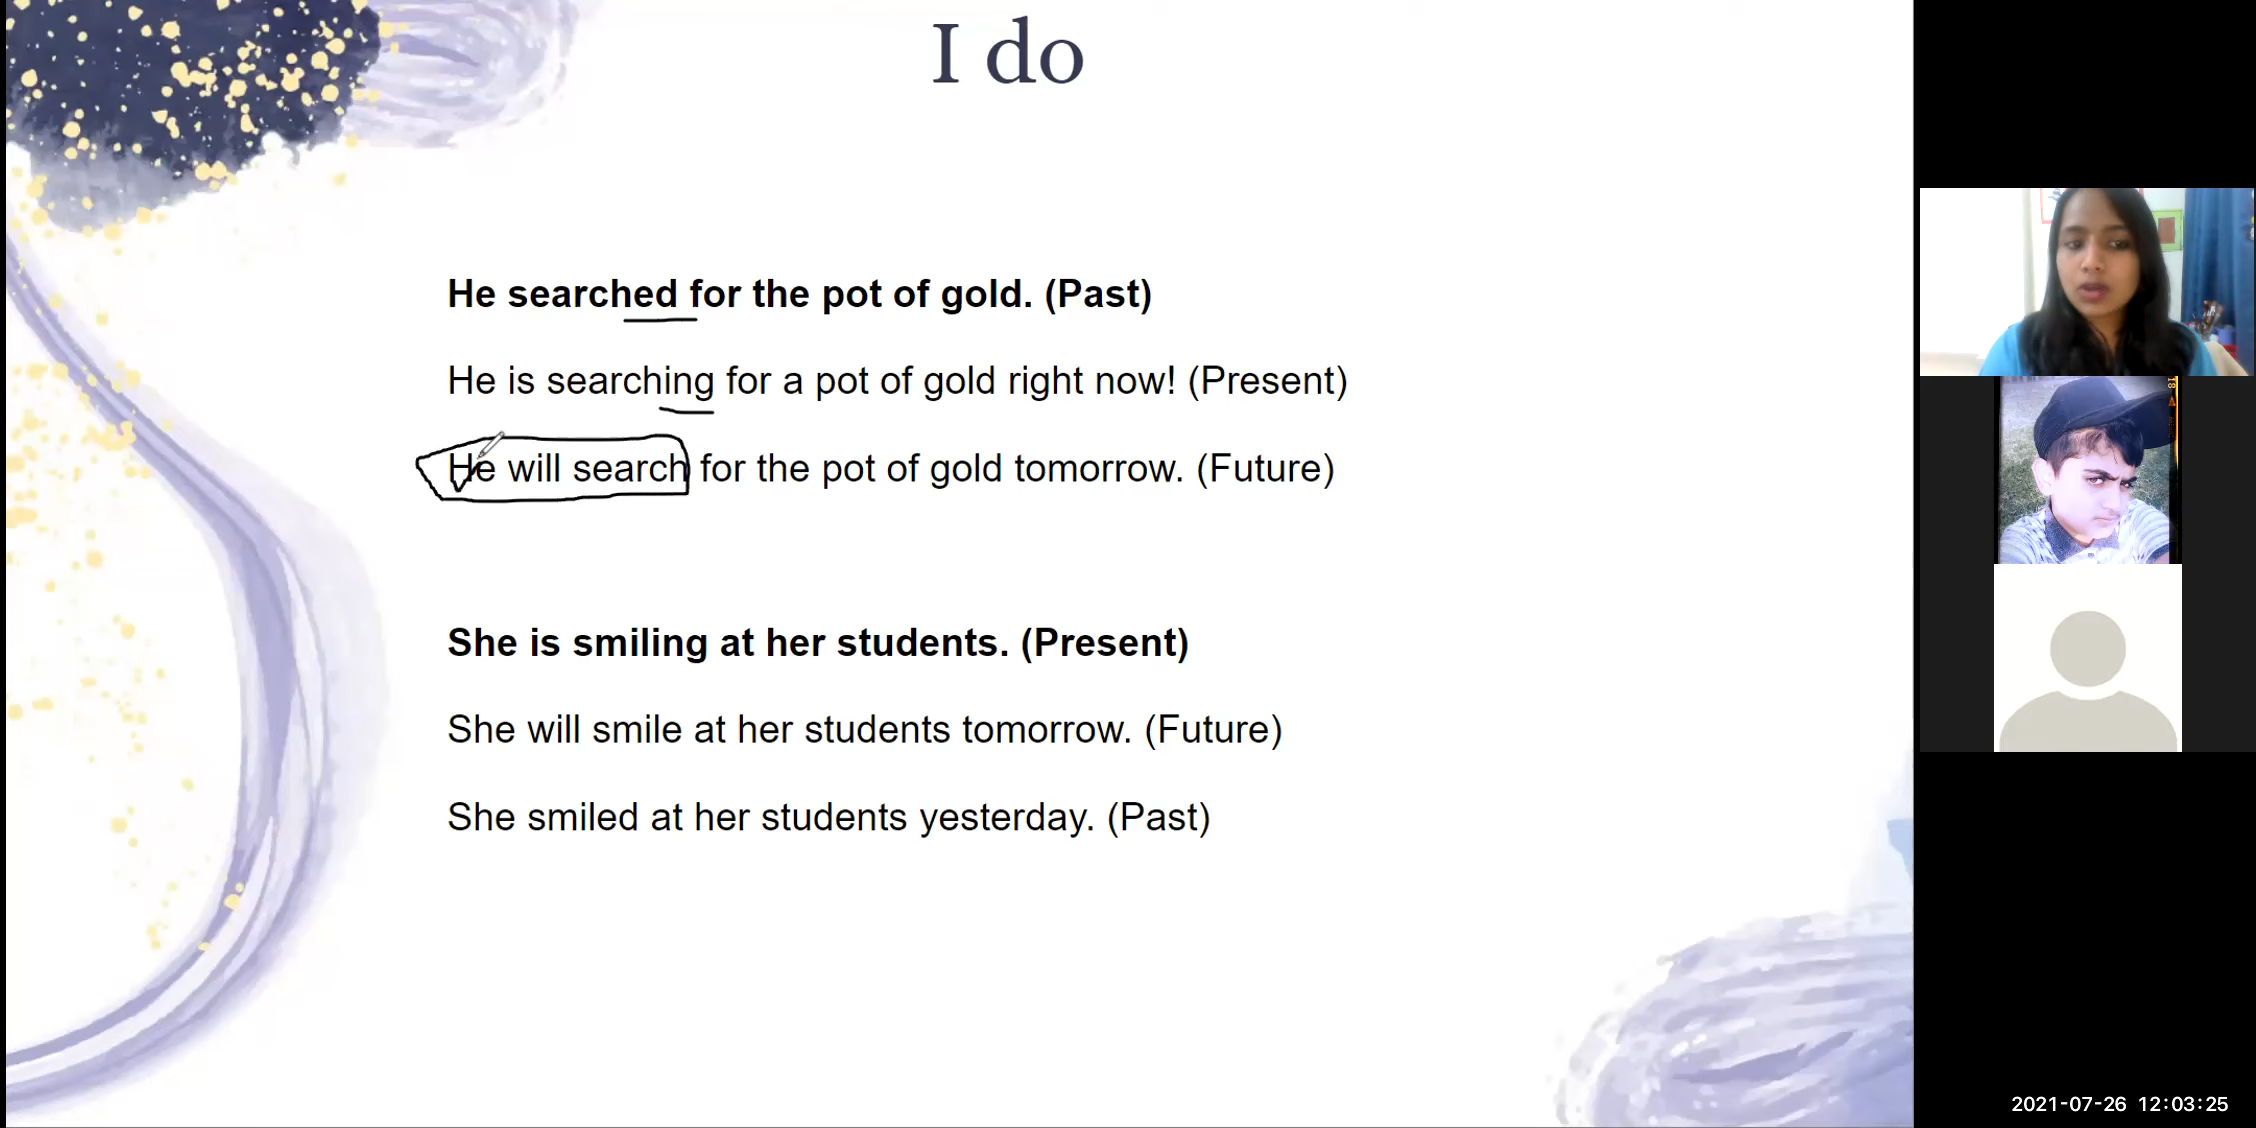 I do
He searched for the pot of gold. (Past)
He is searching for a pot of gold right now! (Present)
He will search for the pot of gold tomorrow. (Future)
She is smiling at her students. (Present)
She will smile at her students tomorrow. (Future)
She smiled at her students yesterday. (Past)
2021-07-26 12:03:25